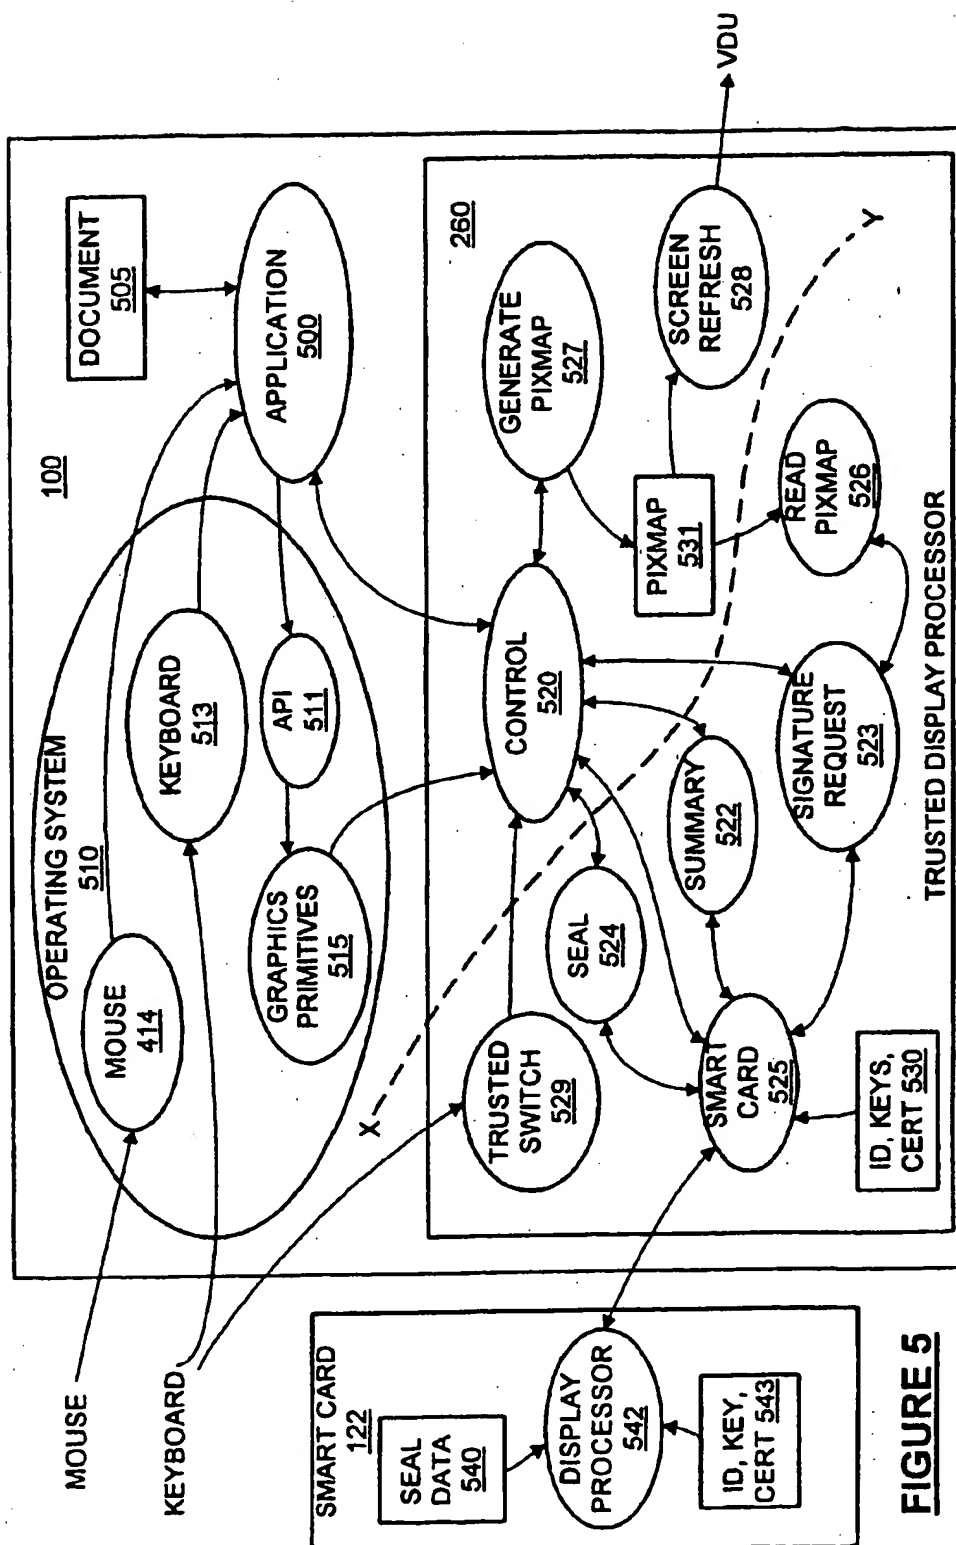 100
DOCUMENT
505
APPLICATION
500
OPERATING SYSTEM
510
MOUSE
414
KEYBOARD
513
API
511
GRAPHICS
PRIMITIVES
515
MOUSE
KEYBOARD
X
Y
260
TRUSTED
SWITCH
529
CONTROL
520
GENERATE
PIXMAP
527
SEAL
524
PIXMAP
531
SCREEN
REFRESH
528
VDU
SUMMARY
522
READ
PIXMAP
526
SIGNATURE
REQUEST
523
SMART
CARD
525
ID, KEYS,
CERT 530
TRUSTED DISPLAY PROCESSOR
SMART CARD
122
SEAL
DATA
540
DISPLAY
PROCESSOR
542
ID, KEY,
CERT 543
FIGURE 5